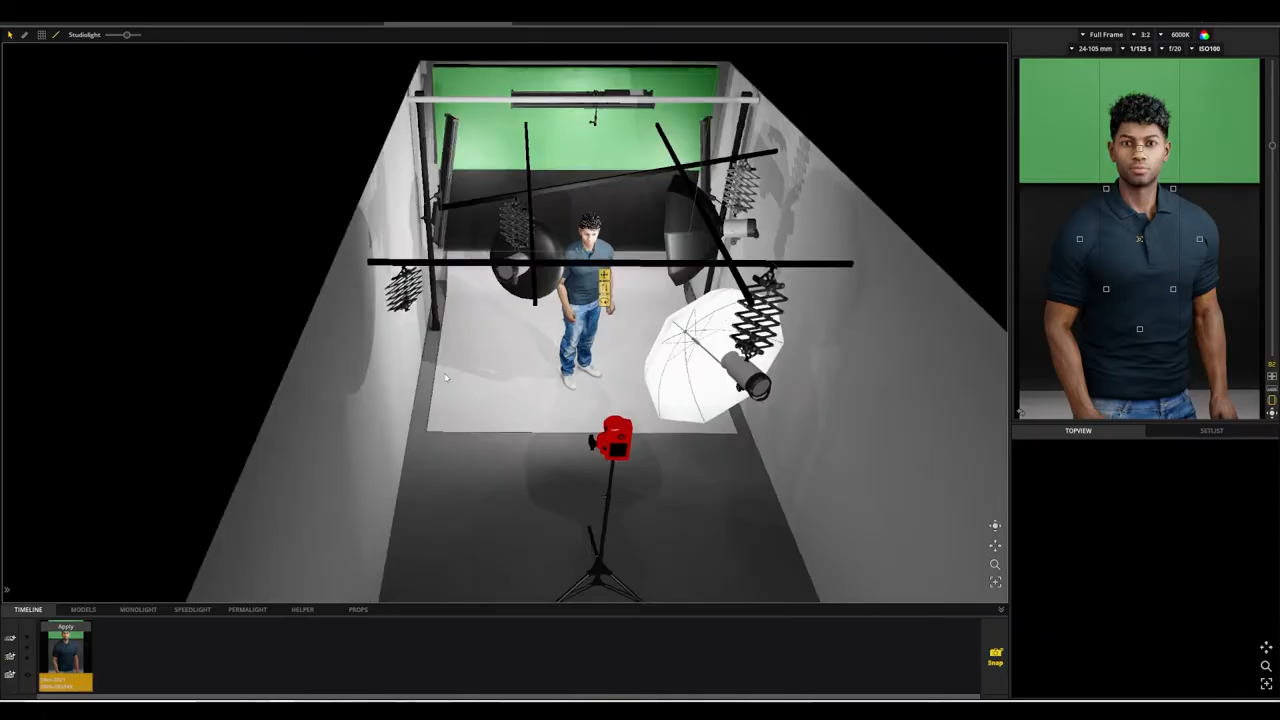 Studiolight
Full Frame 3:2 6000K
24-105 mm 1/125 s f/20 ISO100
B2
TOPVIEW SETLIST
TIMELINE MODELS MONOLIGHT SPEEDLIGHT PERMALIGHT HELPER PROPS
Apply
Snap